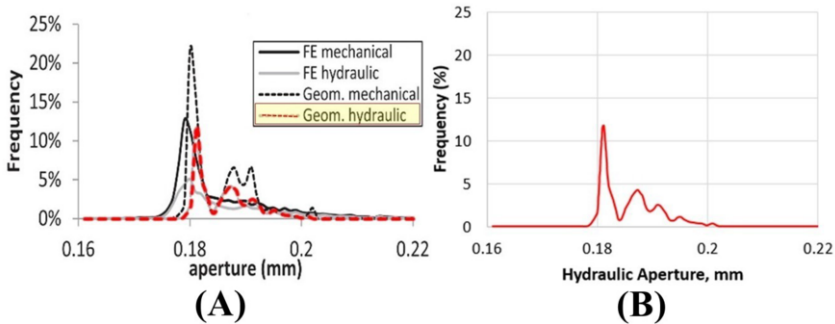 25%
20%
15%
10%
5%
0%
Frequency
FE mechanical
FE hydraulic
Geom. mechanical
Geom. hydraulic
0.16 0.18 0.2 0.22
aperture (mm)
(A)
25
20
15
10
5
0
Frequency (%)
0.16 0.18 0.2 0.22
Hydraulic Aperture, mm
(B)